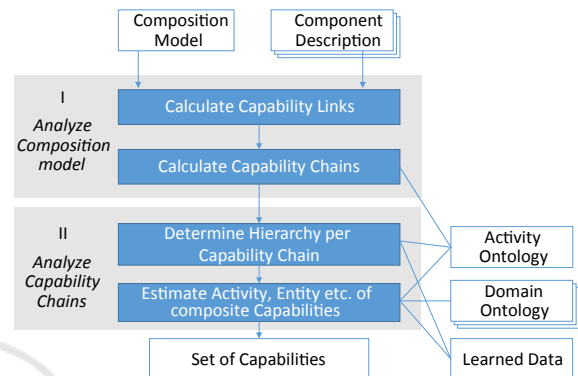 Composition
Model
Component
Description
I
Analyze
Composition
model
Calculate Capability Links
Calculate Capability Chains
II
Analyze
Capability
Chains
Determine Hierarchy per
Capability Chain
Estimate Activity, Entity etc. of
composite Capabilities
Activity
Ontology
Domain
Ontology
Set of Capabilities
Learned Data